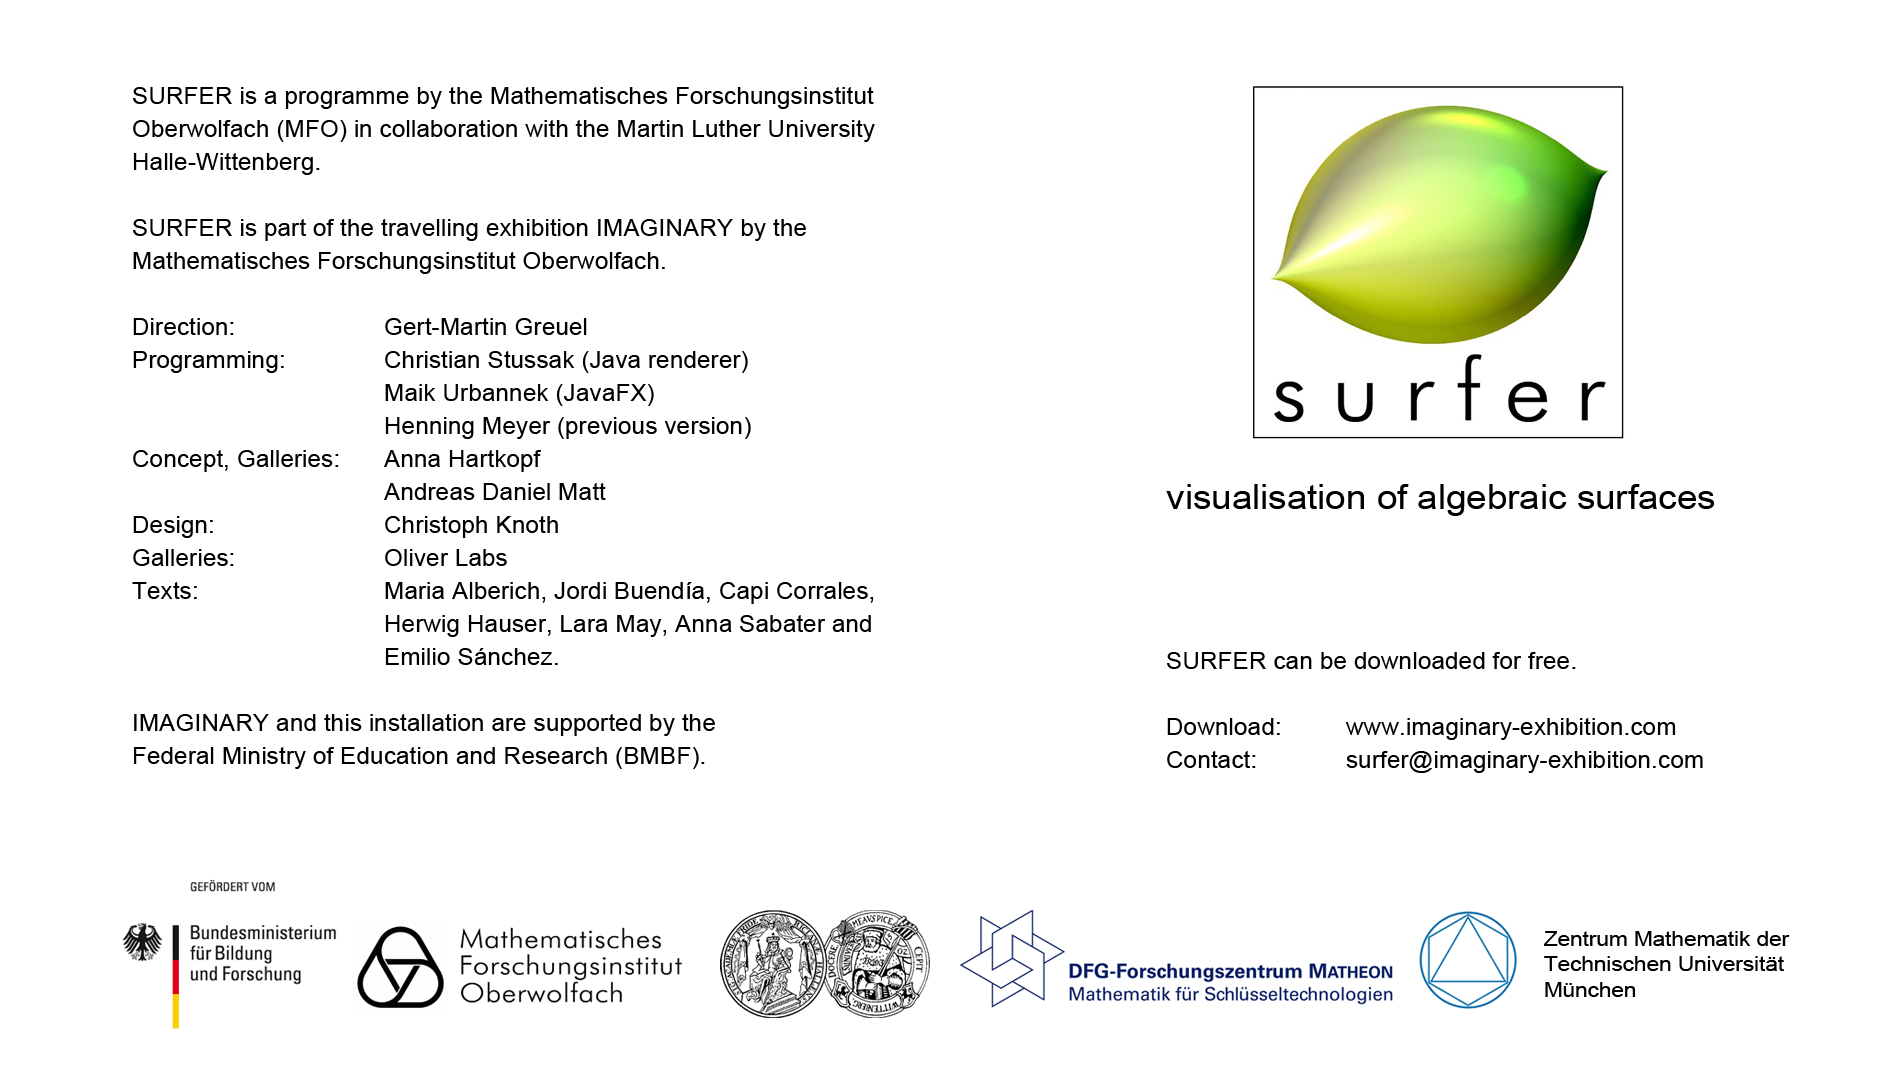 SURFER is a programme by the Mathematisches Forschungsinstitut
Oberwolfach (MFO) in collaboration with the Martin Luther University
Halle-Wittenberg.
SURFER is part of the travelling exhibition IMAGINARY by the
Mathematisches Forschungsinstitut Oberwolfach.
Direction: Gert-Martin Greuel
Programming: Christian Stussak (Java renderer)
Maik Urbannek (JavaFX)
Henning Meyer (previous version)
Concept, Galleries: Anna Hartkopf
Andreas Daniel Matt
Design: Christoph Knoth
Galleries: Oliver Labs
Texts: Maria Alberich, Jordi Buendía, Capi Corrales,
Herwig Hauser, Lara May, Anna Sabater and
Emilio Sánchez.
IMAGINARY and this installation are supported by the
Federal Ministry of Education and Research (BMBF).
surfer
visualisation of algebraic surfaces
SURFER can be downloaded for free.
Download: www.imaginary-exhibition.com
Contact: surfer@imaginary-exhibition.com
GEFÖRDERT VOM
Bundesministerium
für Bildung
und Forschung
Mathematisches
Forschungsinstitut
Oberwolfach
DFG-Forschungszentrum MATHEON
Mathematik für Schlüsseltechnologien
Zentrum Mathematik der
Technischen Universität
München